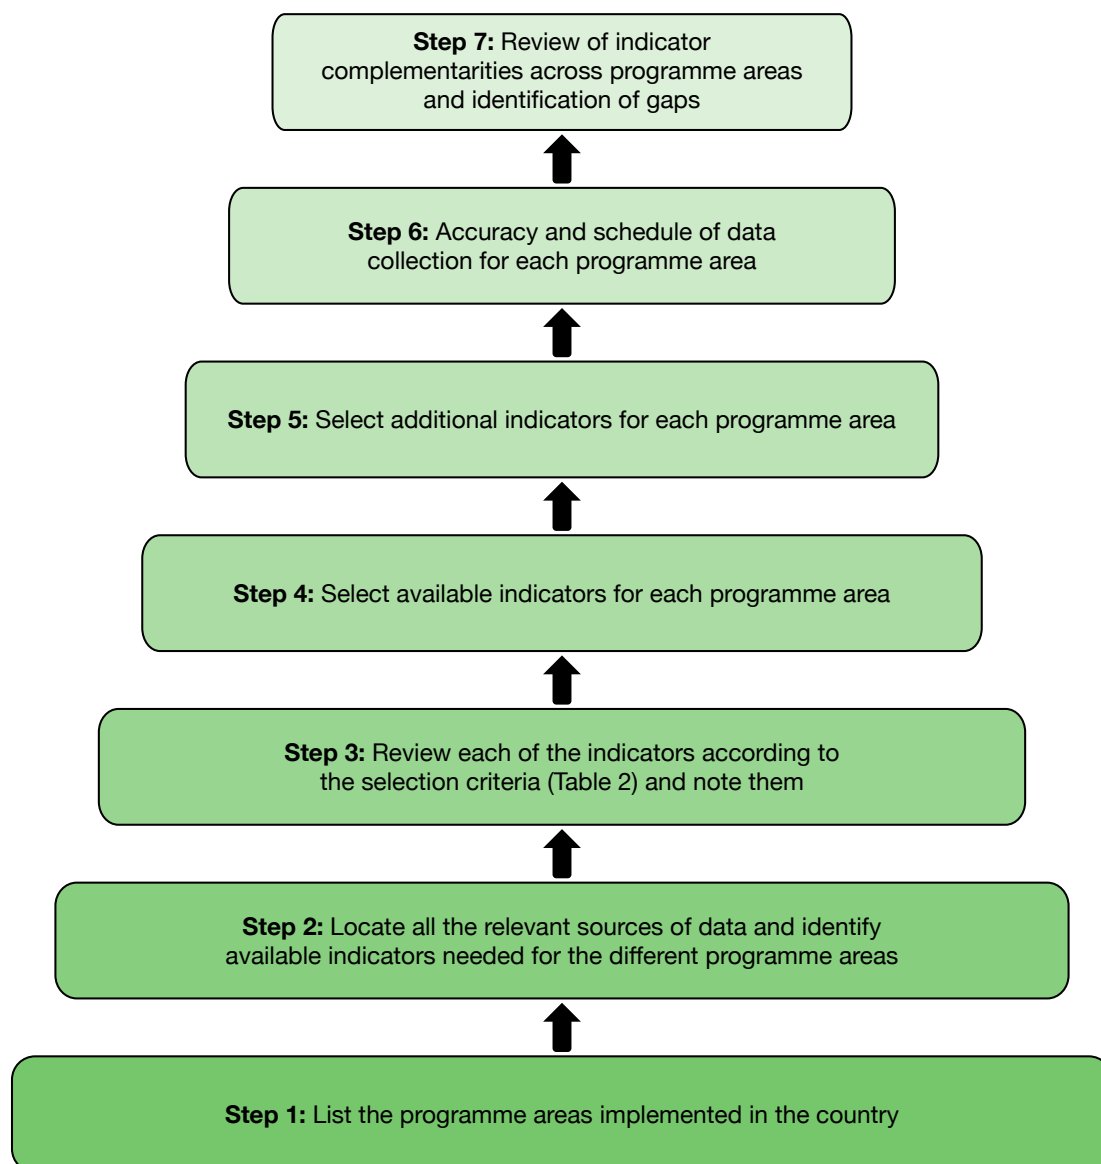 Step 7: Review of indicator
complementarities across programme areas
and identification of gaps
Step 6: Accuracy and schedule of data
collection for each programme area
Step 5: Select additional indicators for each programme area
Step 4: Select available indicators for each programme area
Step 3: Review each of the indicators according to
the selection criteria (Table 2) and note them
Step 2: Locate all the relevant sources of data and identify
available indicators needed for the different programme areas
Step 1: List the programme areas implemented in the country